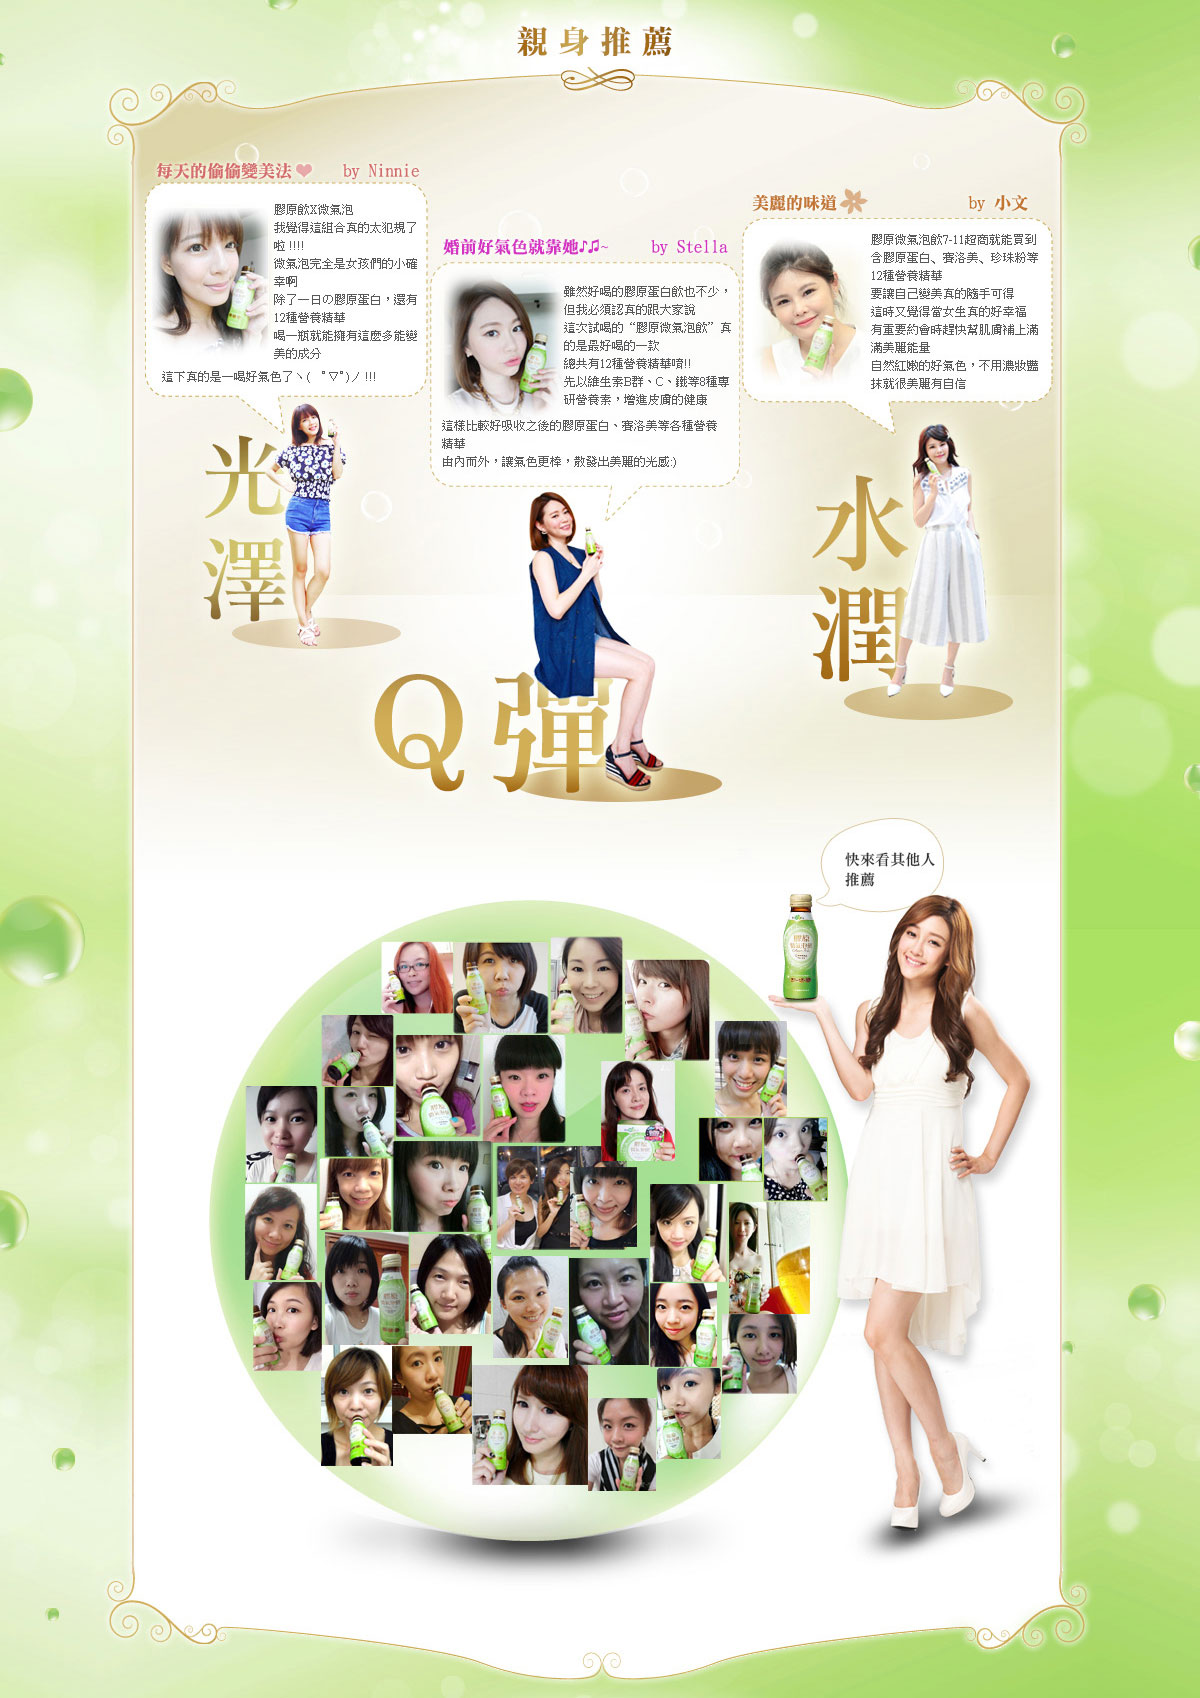 親身推薦
每天的偷偷變美法❤ by Ninnie
膠原飲X微氣泡
我覺得這組合真的太犯規了
啦 !!!!
微氣泡完全是女孩們的小確
幸啊
除了一日の膠原蛋白，還有
12種營養精華
喝一瓶就能擁有這麼多能變
美的成分
這下真的是一喝好氣色了ヽ( ゚▽゚)ノ !!!
婚前好氣色就靠她♪♫~ by Stella
雖然好喝的膠原蛋白飲也不少，
但我必須認真的跟大家說
這次試喝的“膠原微氣泡飲”真
的是最好喝的一款
總共有12種營養精華唷!!
先以維生素B群、C、鐵等8種專
研營養素，增進皮膚的健康
這樣比較好吸收之後的膠原蛋白、賽洛美等各種營養
精華
由內而外，讓氣色更棒，散發出美麗的光感:)
美麗的味道 by 小文
膠原微氣泡飲7-11超商就能買到
含膠原蛋白、賽洛美、珍珠粉等
12種營養精華
要讓自己變美真的隨手可得
這時又覺得當女生真的好幸福
有重要約會時趕快幫肌膚補上滿
滿美麗能量
自然紅嫩的好氣色，不用濃妝豔
抹就很美麗有自信
光澤
Q彈
水潤
快來看其他人
推薦
膠原
微氣泡飲